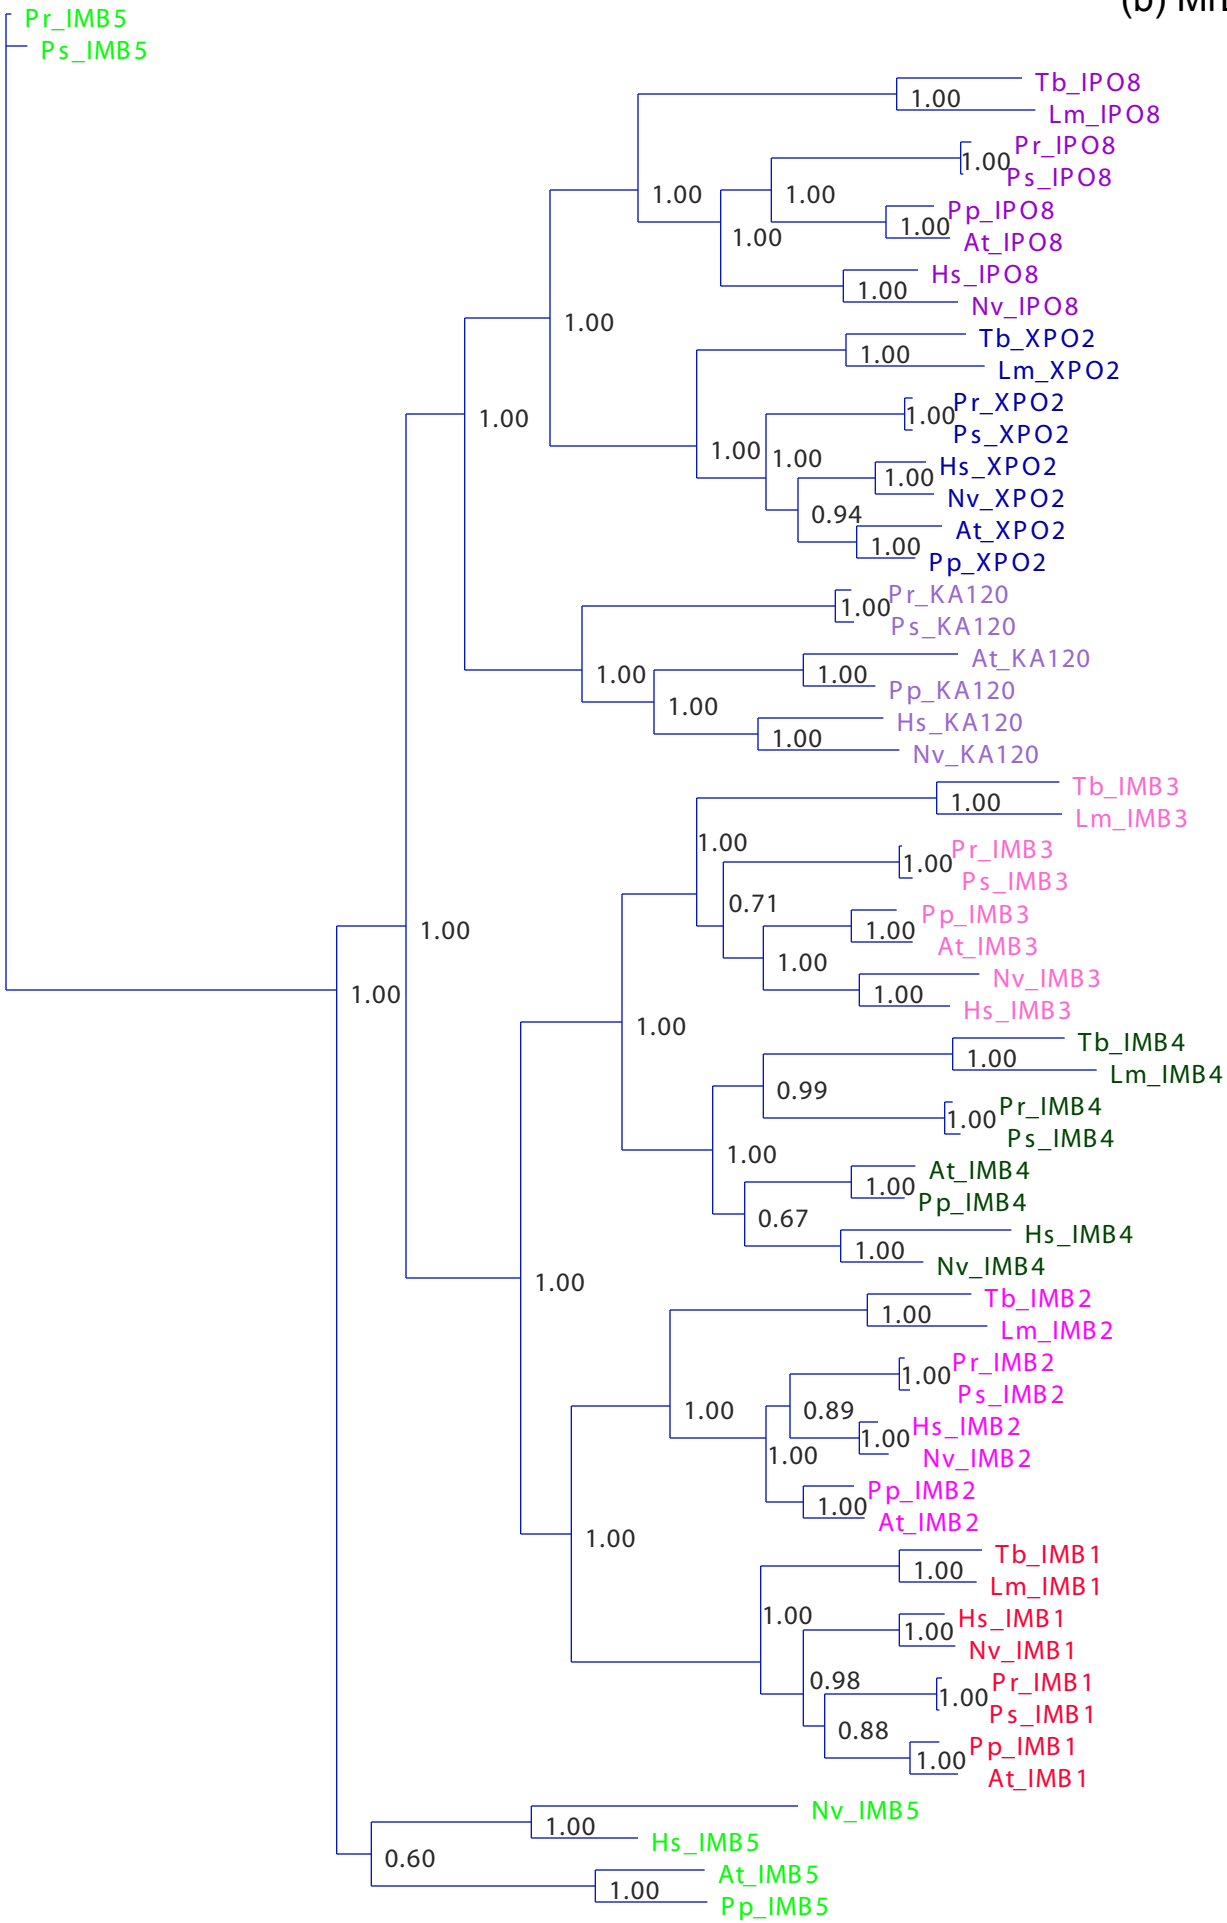 (b) MrB
Pr_IMB5
Ps_IMB5
Tb_IPO8
1.00
Lm_IPO8
Pr_IPO8
1.00
Ps_IPO8
1.00
1.00
Pp_IPO8
1.00
At_IPO8
1.00
Hs_IPO8
1.00
Nv_IPO8
1.00
Tb_XPO2
1.00
Lm_XPO2
Pr_XPO2
1.00
1.00
Ps_XPO2
1.00
1.00
Hs_XPO2
1.00
Nv_XPO2
0.94
At_XPO2
1.00
Pp_XPO2
Pr_KA120
1.00
Ps_KA120
At_KA120
1.00
1.00
Pp_KA120
1.00
Hs_KA120
1.00
Nv_KA120
Tb_IMB3
1.00
Lm_IMB3
1.00
Pr_IMB3
1.00
Ps_IMB3
0.71
Pp_IMB3
1.00
1.00
At_IMB3
1.00
Nv_IMB3
1.00
1.00
Hs_IMB3
1.00
Tb_IMB4
1.00
Lm_IMB4
0.99
Pr_IMB4
1.00
Ps_IMB4
1.00
At_IMB4
1.00
Pp_IMB4
0.67
Hs_IMB4
1.00
Nv_IMB4
1.00
Tb_IMB2
1.00
Lm_IMB2
Pr_IMB2
1.00
Ps_IMB2
1.00
0.89
Hs_IMB2
1.00
Nv_IMB2
1.00
Pp_IMB2
1.00
At_IMB2
1.00
Tb_IMB1
1.00
Lm_IMB1
1.00
Hs_IMB1
1.00
Nv_IMB1
0.98
Pr_IMB1
1.00
Ps_IMB1
0.88
Pp_IMB1
1.00
At_IMB1
Nv_IMB5
1.00
Hs_IMB5
0.60
At_IMB5
1.00
Pp_IMB5